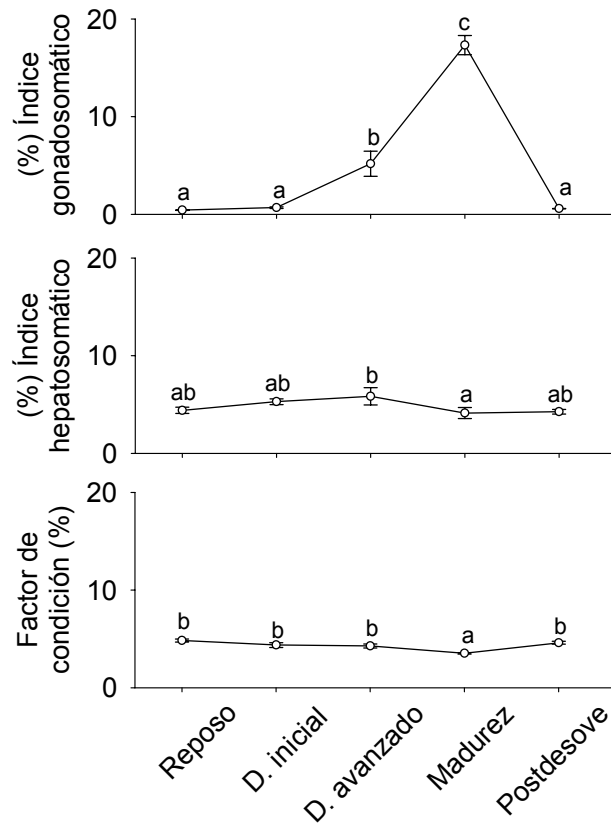 (%) Índice
gonadosomático
20
10
0
a
a
b
c
a
(%) Índice
hepatosomático
20
10
0
ab
ab
b
a
ab
Factor de
condición (%)
20
10
0
b
b
b
a
b
Reposo
D. inicial
D. avanzado
Madurez
Postdesove